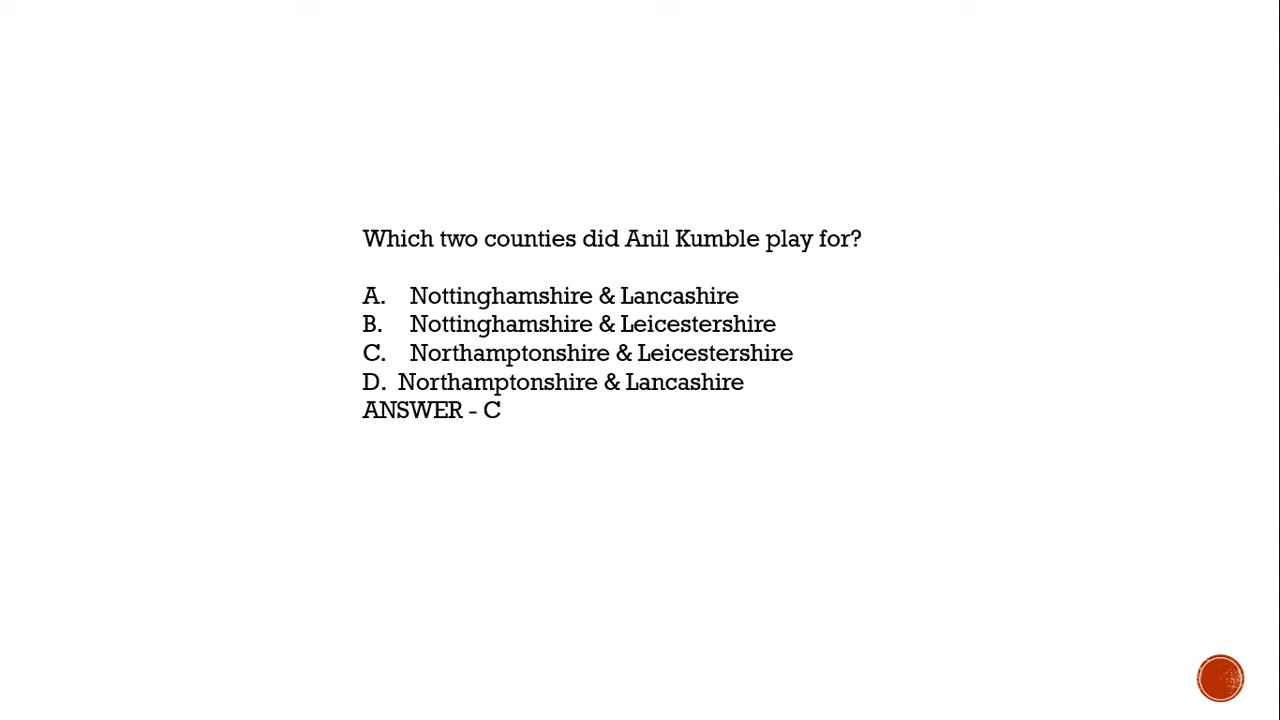 Which two counties did Anil Kumble play for?
A. Nottinghamshire & Lancashire
B. Nottinghamshire & Leicestershire
C. Northamptonshire & Leicestershire
D. Northamptonshire & Lancashire
ANSWER - C